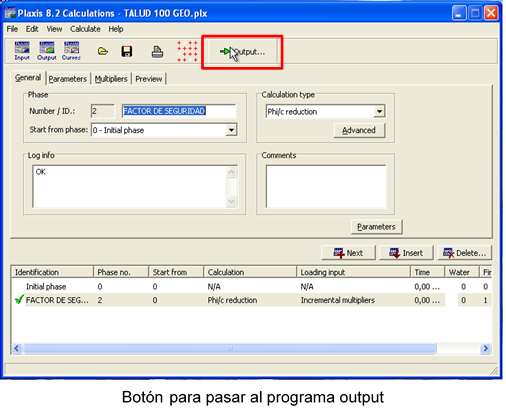 Plaxis 8.2 Calculations - TALUD 100 GEO.plx
File Edit View Calculate Help
Input Output Curves Output...
General Parameters Multipliers Preview
Phase
Number / ID.: 2 FACTOR DE SEGURIDAD
Start from phase: 0 - Initial phase
Calculation type
Phi/c reduction
Advanced
Log info
OK
Comments
Parameters
Next Insert Delete...
Identification Phase no. Start from Calculation Loading input Time Water Fir
Initial phase 0 0 N/A N/A 0,00 ... 0 0
FACTOR DE SEG... 2 0 Phi/c reduction Incremental multipliers 0,00 ... 0 1
Botón para pasar al programa output